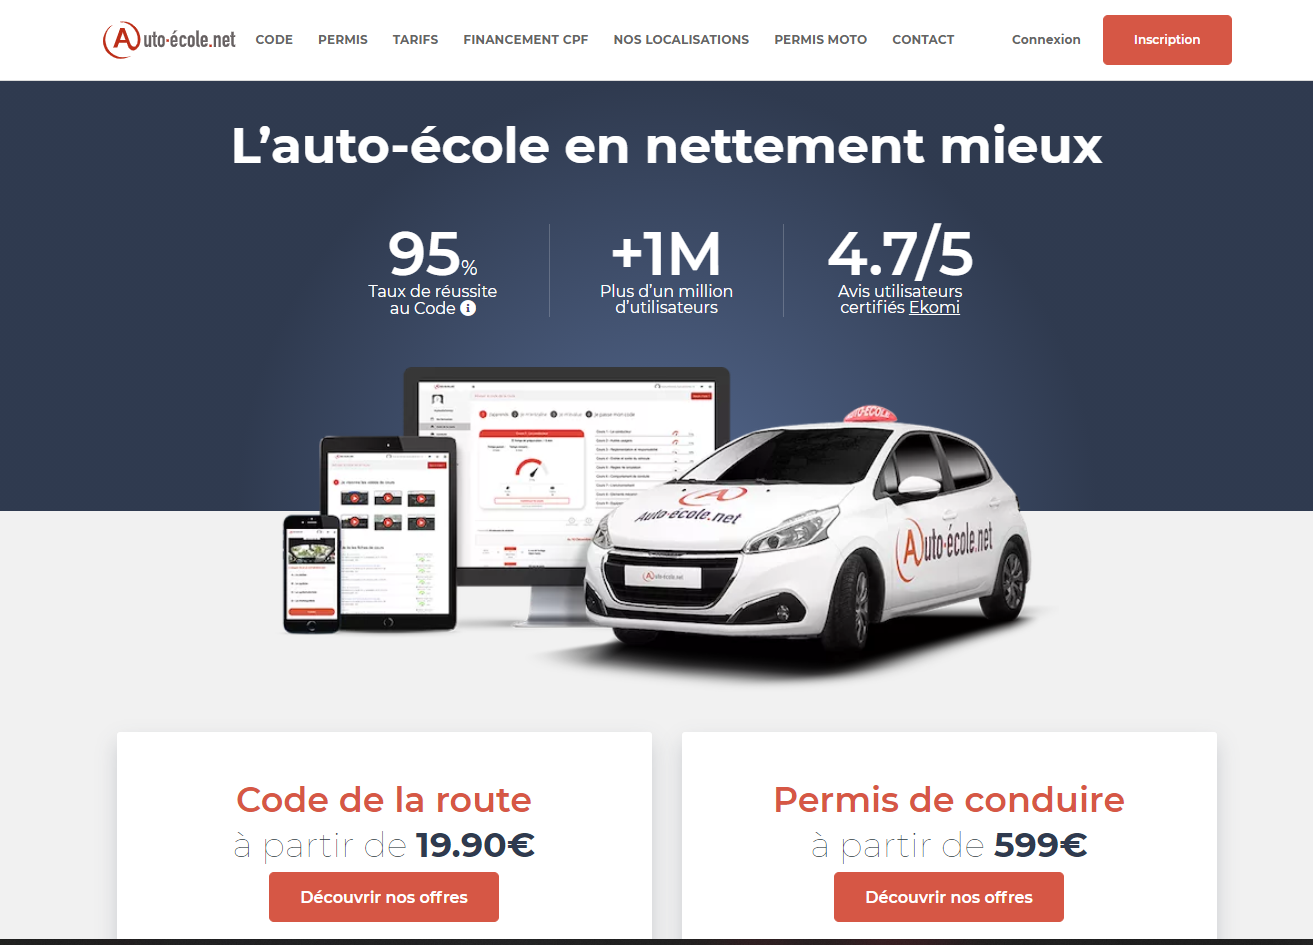 Auto-école.net
CODE
PERMIS
TARIFS
FINANCEMENT CPF
NOS LOCALISATIONS
PERMIS MOTO
CONTACT
Connexion
Inscription
L’auto-école en nettement mieux
95%
Taux de réussite
au Code
+1M
Plus d’un million
d’utilisateurs
4.7/5
Avis utilisateurs
certifiés Ekomi
AUTO-ECOLE
Auto-école.net
Auto-école.net
Auto-école.net
Code de la route
à partir de 19.90€
Découvrir nos offres
Permis de conduire
à partir de 599€
Découvrir nos offres